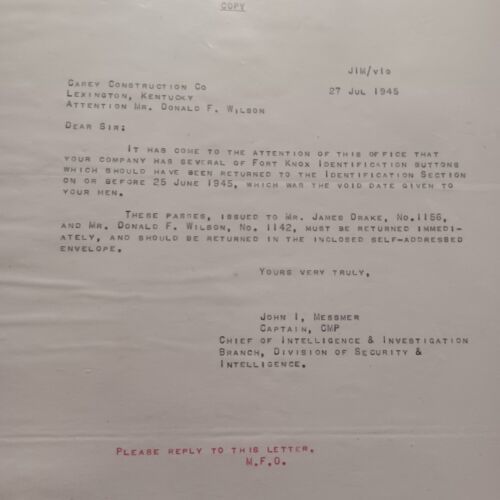 COPY
JIM/vlo
CAREY CONSTRUCTION CO
LEXINGTON, KENTUCKY
27 JUL 1945
ATTENTION MR. DONALD F. WILSON
DEAR SIR:
IT HAS COME TO THE ATTENTION OF THIS OFFICE THAT
YOUR COMPANY HAS SEVERAL OF FORT KNOX IDENTIFICATION BUTTONS
WHICH SHOULD HAVE BEEN RETURNED TO THE IDENTIFICATION SECTION
ON OR BEFORE 25 JUNE 1945, WHICH WAS THE VOID DATE GIVEN TO
YOUR MEN.
THESE PASSES, ISSUED TO MR. JAMES DRAKE, NO.1156,
AND MR. DONALD F. WILSON, NO. 1142, MUST BE RETURNED IMMEDI-
ATELY, AND SHOULD BE RETURNED IN THE INCLOSED SELF-ADDRESSED
ENVELOPE.
YOURS VERY TRULY,
JOHN I. MESSMER
CAPTAIN, CMP
CHIEF OF INTELLIGENCE & INVESTIGATION
BRANCH, DIVISION OF SECURITY &
INTELLIGENCE.
PLEASE REPLY TO THIS LETTER.
M.F.O.